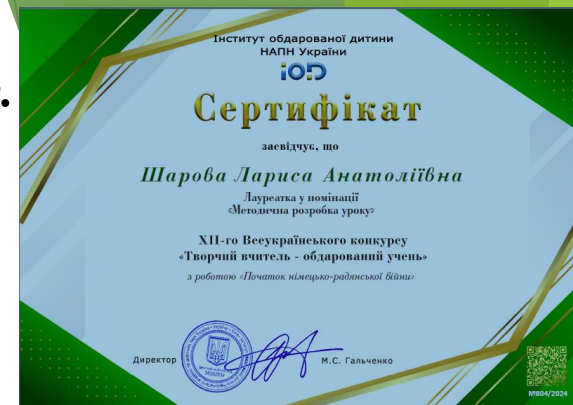 Інститут обдарованої дитини
НАПН України
іОД
Сертифікат
засвідчує, що
Шарова Лариса Анатоліївна
Лауреатка у номінації
«Методична розробка уроку»
XII-го Всеукраїнського конкурсу
«Творчий вчитель - обдарований учень»
з роботою «Початок німецько-радянської війни»
Директор
М.С. Гальченко
№804/2024